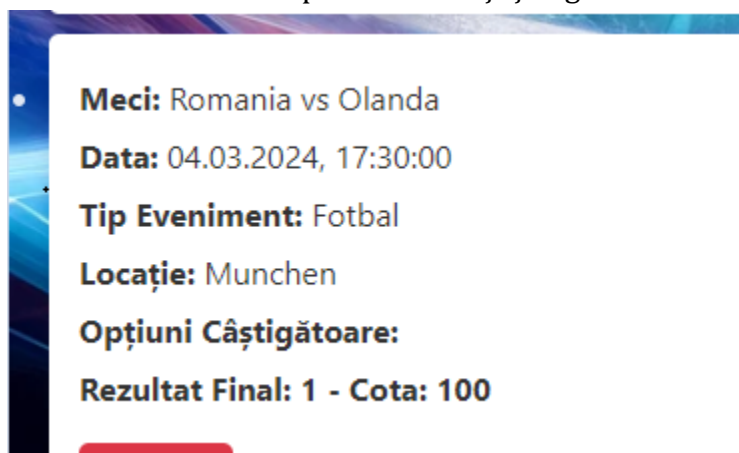 Meci: Romania vs Olanda
Data: 04.03.2024, 17:30:00
Tip Eveniment: Fotbal
Locație: Munchen
Opțiuni Câștigătoare:
Rezultat Final: 1 - Cota: 100